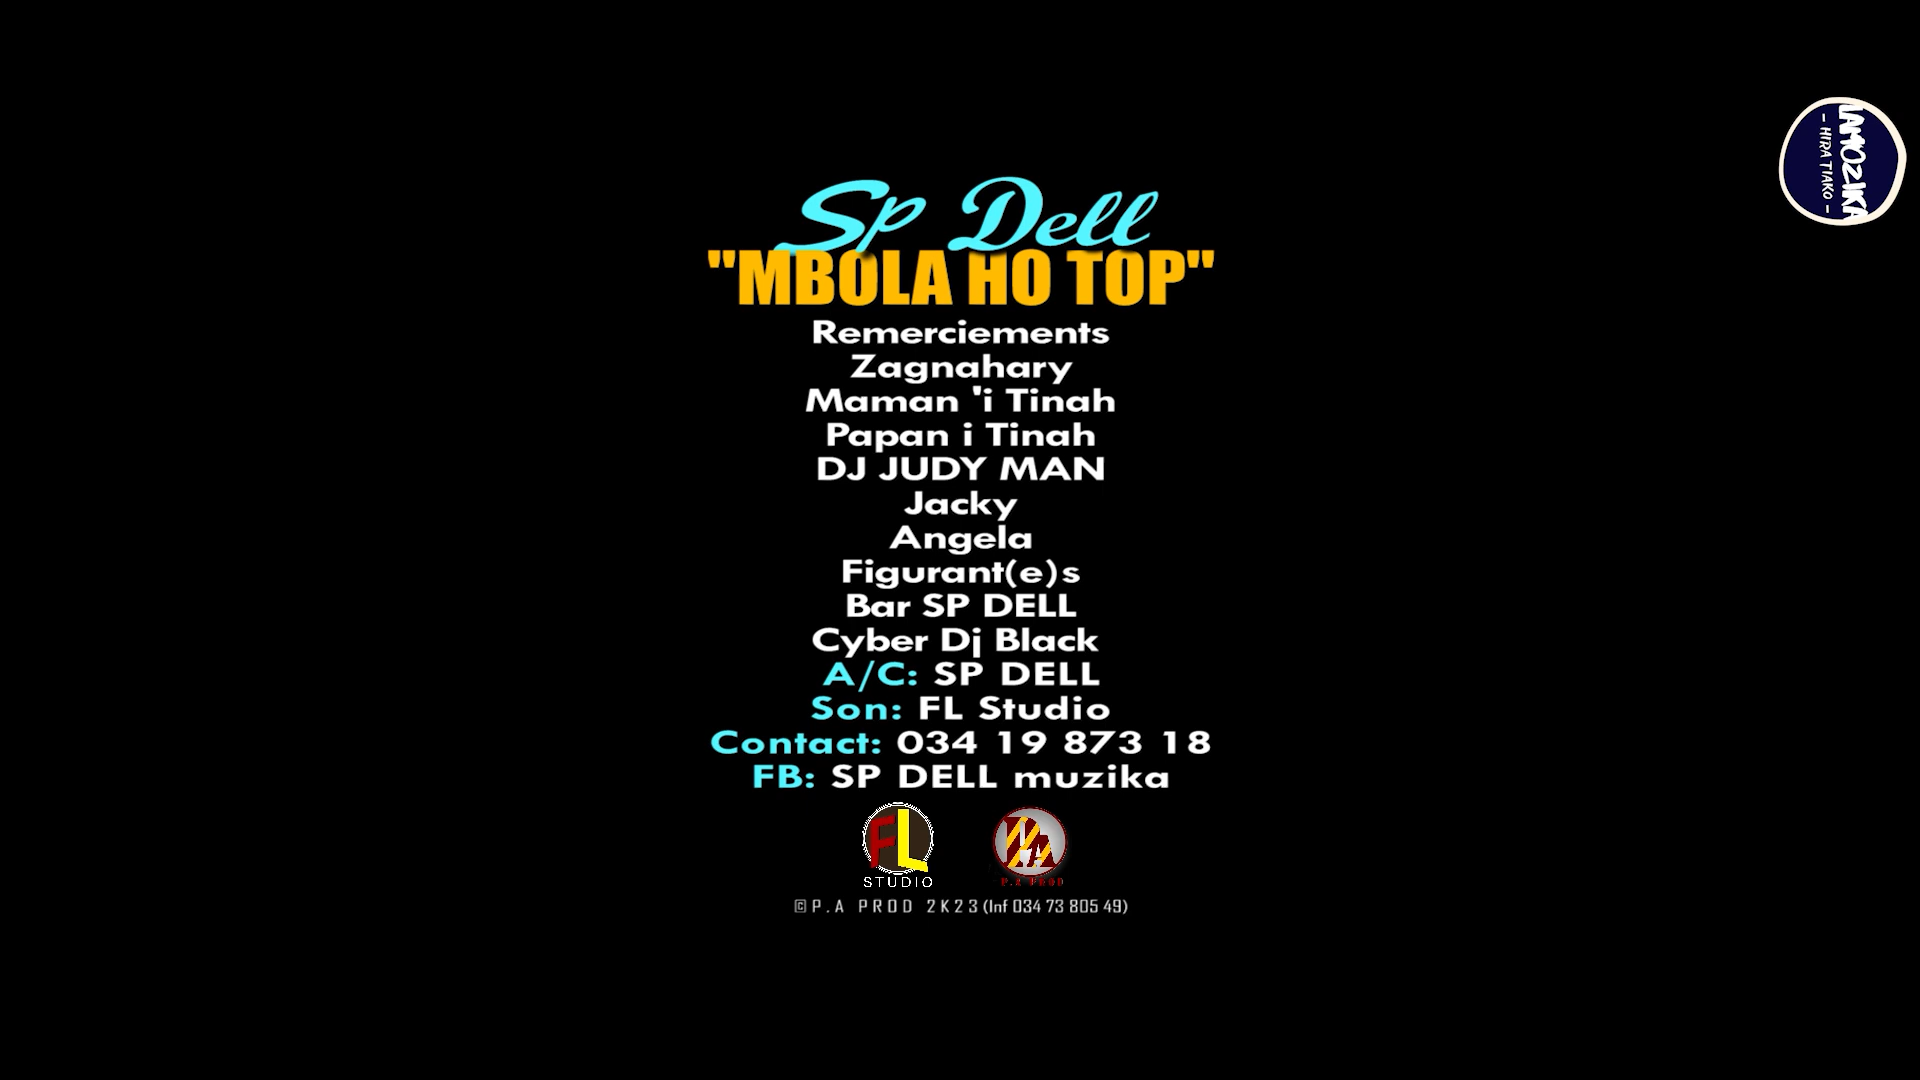 Sp Dell
"MBOLA HO TOP"
Remerciements
Zagnahary
Maman 'i Tinah
Papan i Tinah
DJ JUDY MAN
Jacky
Angela
Figurant(e)s
Bar SP DELL
Cyber Dj Black
A/C: SP DELL
Son: FL Studio
Contact: 034 19 873 18
FB: SP DELL muzika
FL
STUDIO
PA
P.A PROD
©P.A PROD 2K23 (Inf 034 73 805 49)
IAMOZIKA
- HIRA TIAKO -